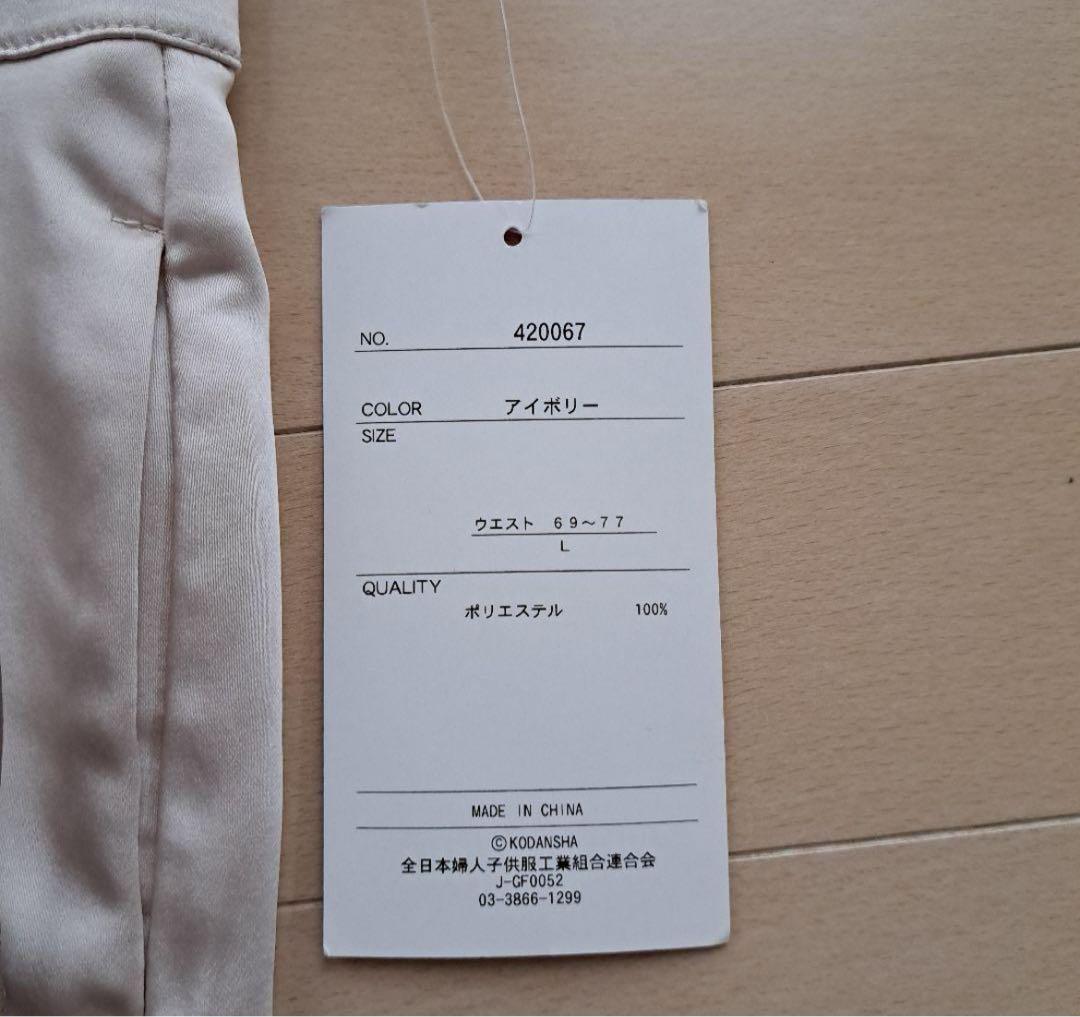 NO. 420067
COLOR アイボリー
SIZE
ウエスト 69〜77
L
QUALITY
ポリエステル 100%
MADE IN CHINA
©KODANSHA
全日本婦人子供服工業組合連合会
J-GF0052
03-3866-1299